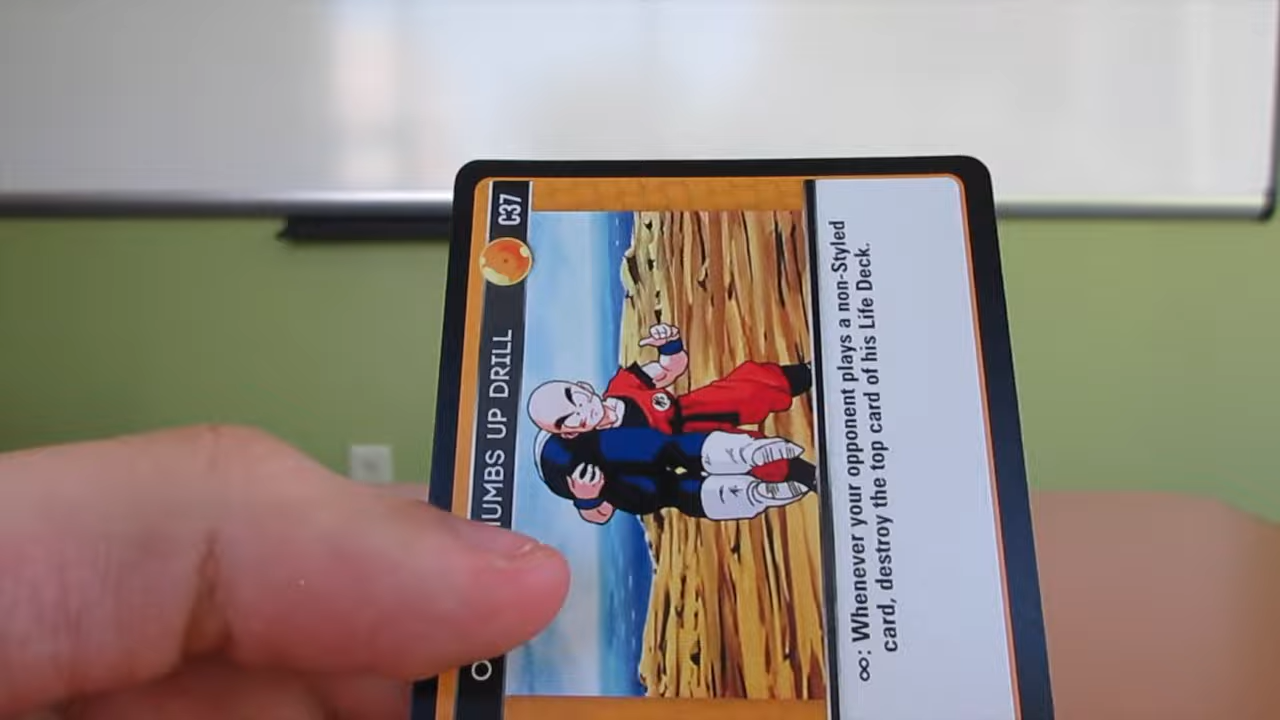 UMBS UP DRILL
C37
∞: Whenever your opponent plays a non-Styled
card, destroy the top card of his Life Deck.